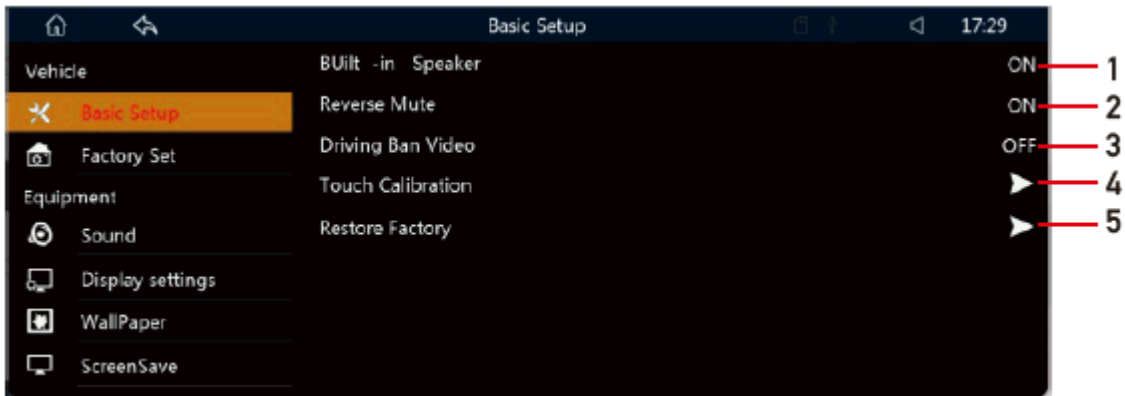 Basic Setup 17:29
Vehicle
Basic Setup
Factory Set
Equipment
Sound
Display settings
WallPaper
ScreenSave
BUilt -in Speaker ON 1
Reverse Mute ON 2
Driving Ban Video OFF 3
Touch Calibration 4
Restore Factory 5